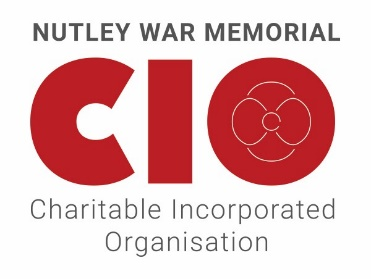 NUTLEY WAR MEMORIAL
CIO
Charitable Incorporated
Organisation